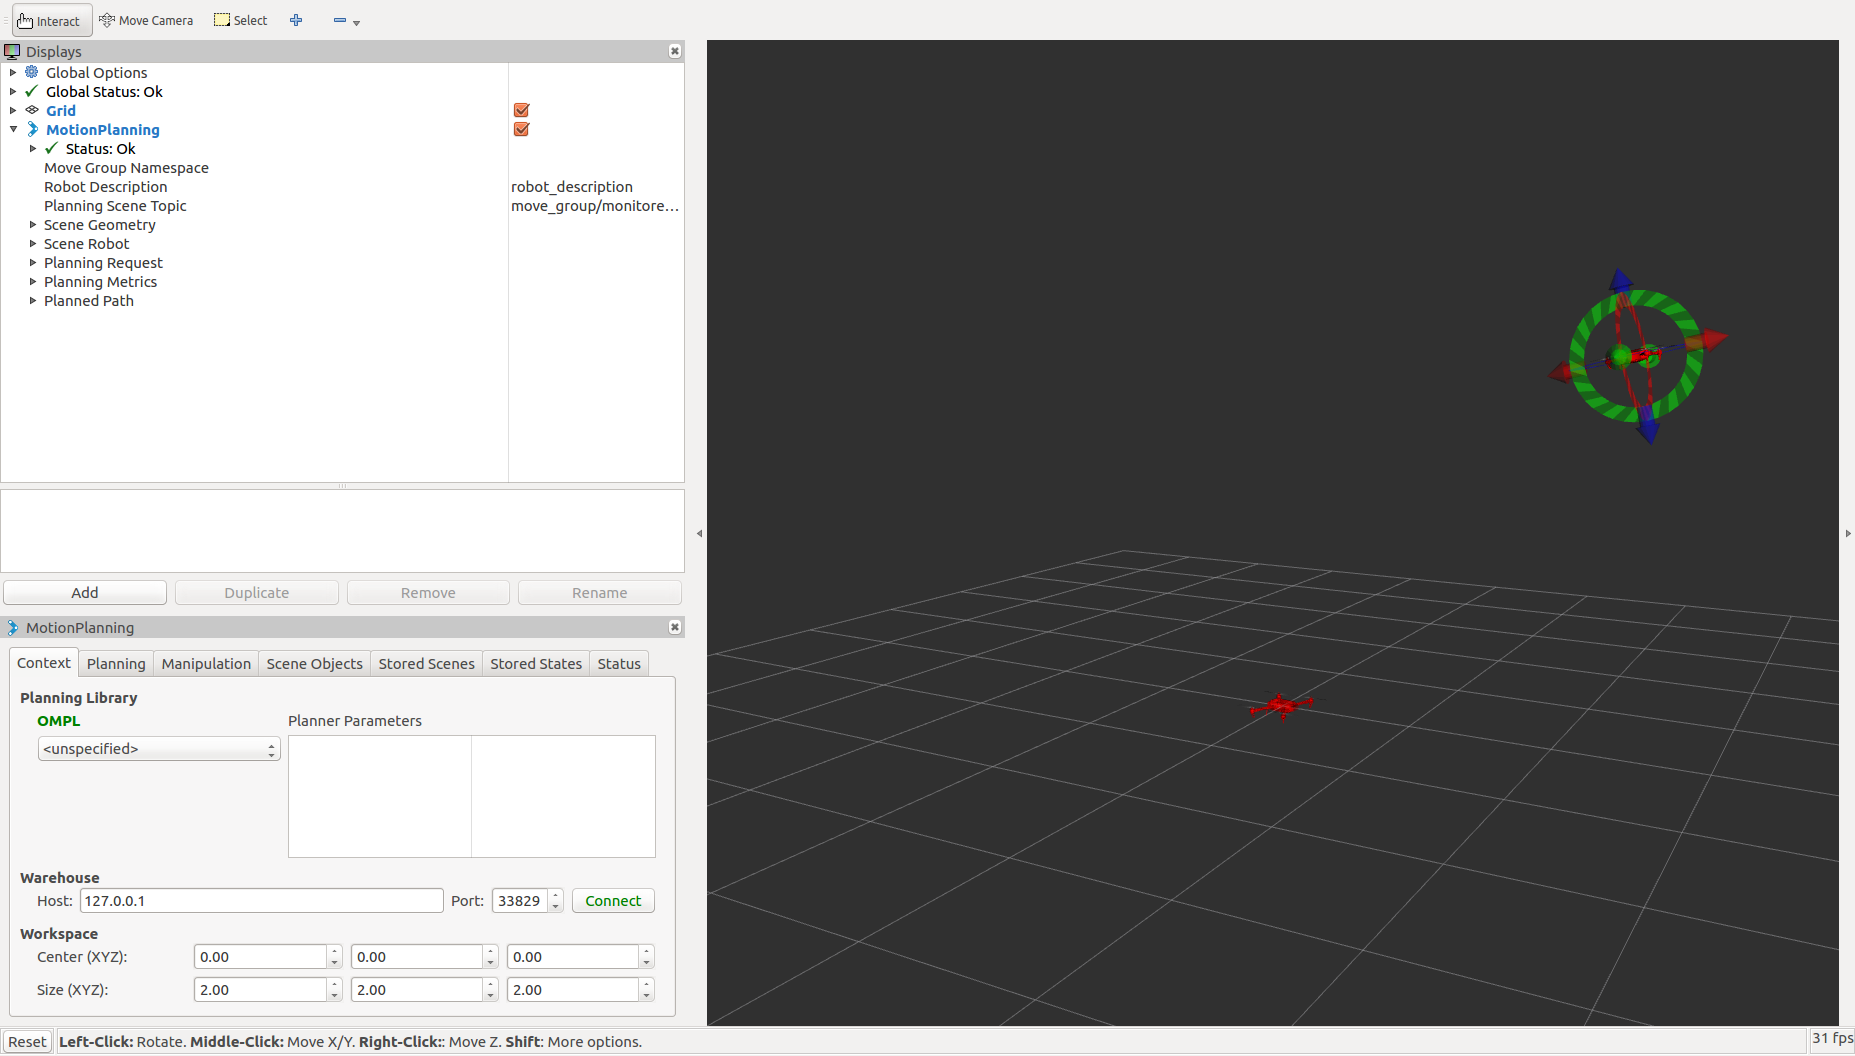 Interact Move Camera Select
Displays
Global Options
Global Status: Ok
Grid
MotionPlanning
Status: Ok
Move Group Namespace
Robot Description robot_description
Planning Scene Topic move_group/monitore...
Scene Geometry
Scene Robot
Planning Request
Planning Metrics
Planned Path
Add Duplicate Remove Rename
MotionPlanning
Context Planning Manipulation Scene Objects Stored Scenes Stored States Status
Planning Library
OMPL Planner Parameters
<unspecified>
Warehouse
Host: 127.0.0.1 Port: 33829 Connect
Workspace
Center (XYZ): 0.00 0.00 0.00
Size (XYZ): 2.00 2.00 2.00
Reset Left-Click: Rotate. Middle-Click: Move X/Y. Right-Click:: Move Z. Shift: More options. 31 fps